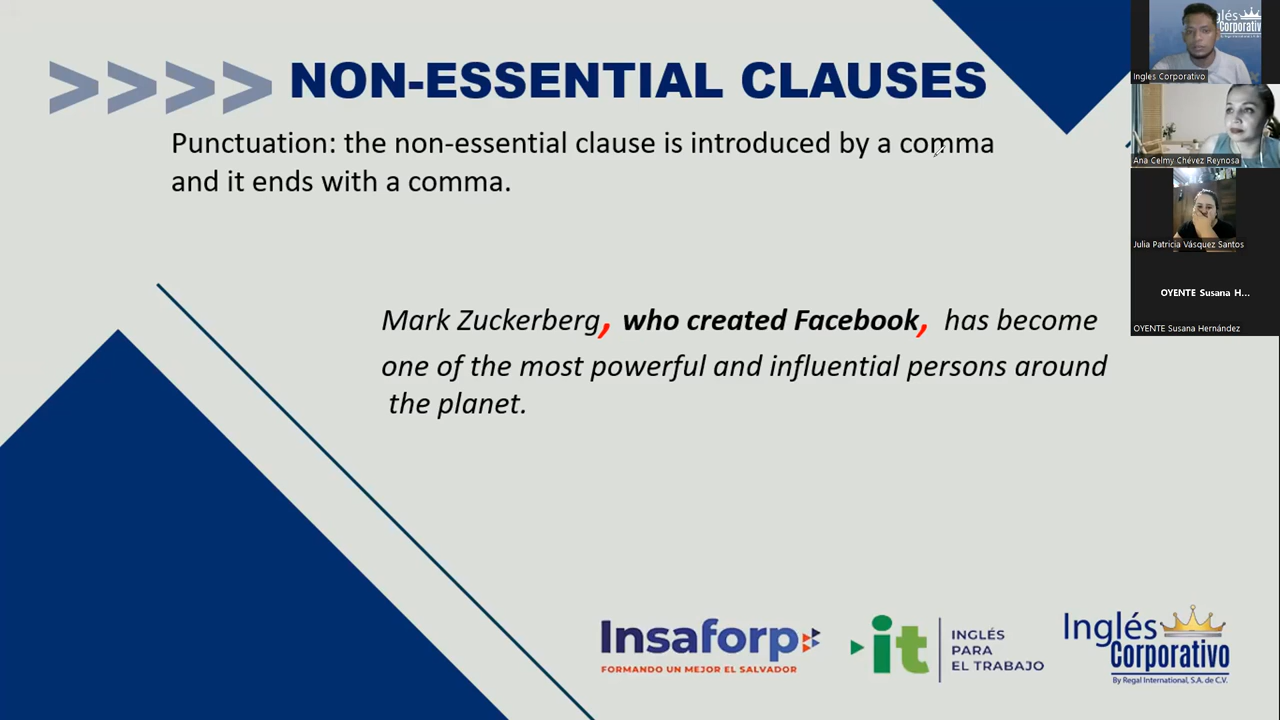 >>>> NON-ESSENTIAL CLAUSES
Punctuation: the non-essential clause is introduced by a comma
and it ends with a comma.
Mark Zuckerberg, who created Facebook, has become
one of the most powerful and influential persons around
the planet.
Insaforp
FORMANDO UN MEJOR EL SALVADOR
it
INGLÉS
PARA
EL TRABAJO
Inglés
Corporativo
By Regal International, S.A. de C.V.
Corporativo
Ingles Corporativo
Ana Celmy Chévez Reynosa
Julia Patricia Vásquez Santos
OYENTE Susana H...
OYENTE Susana Hernández